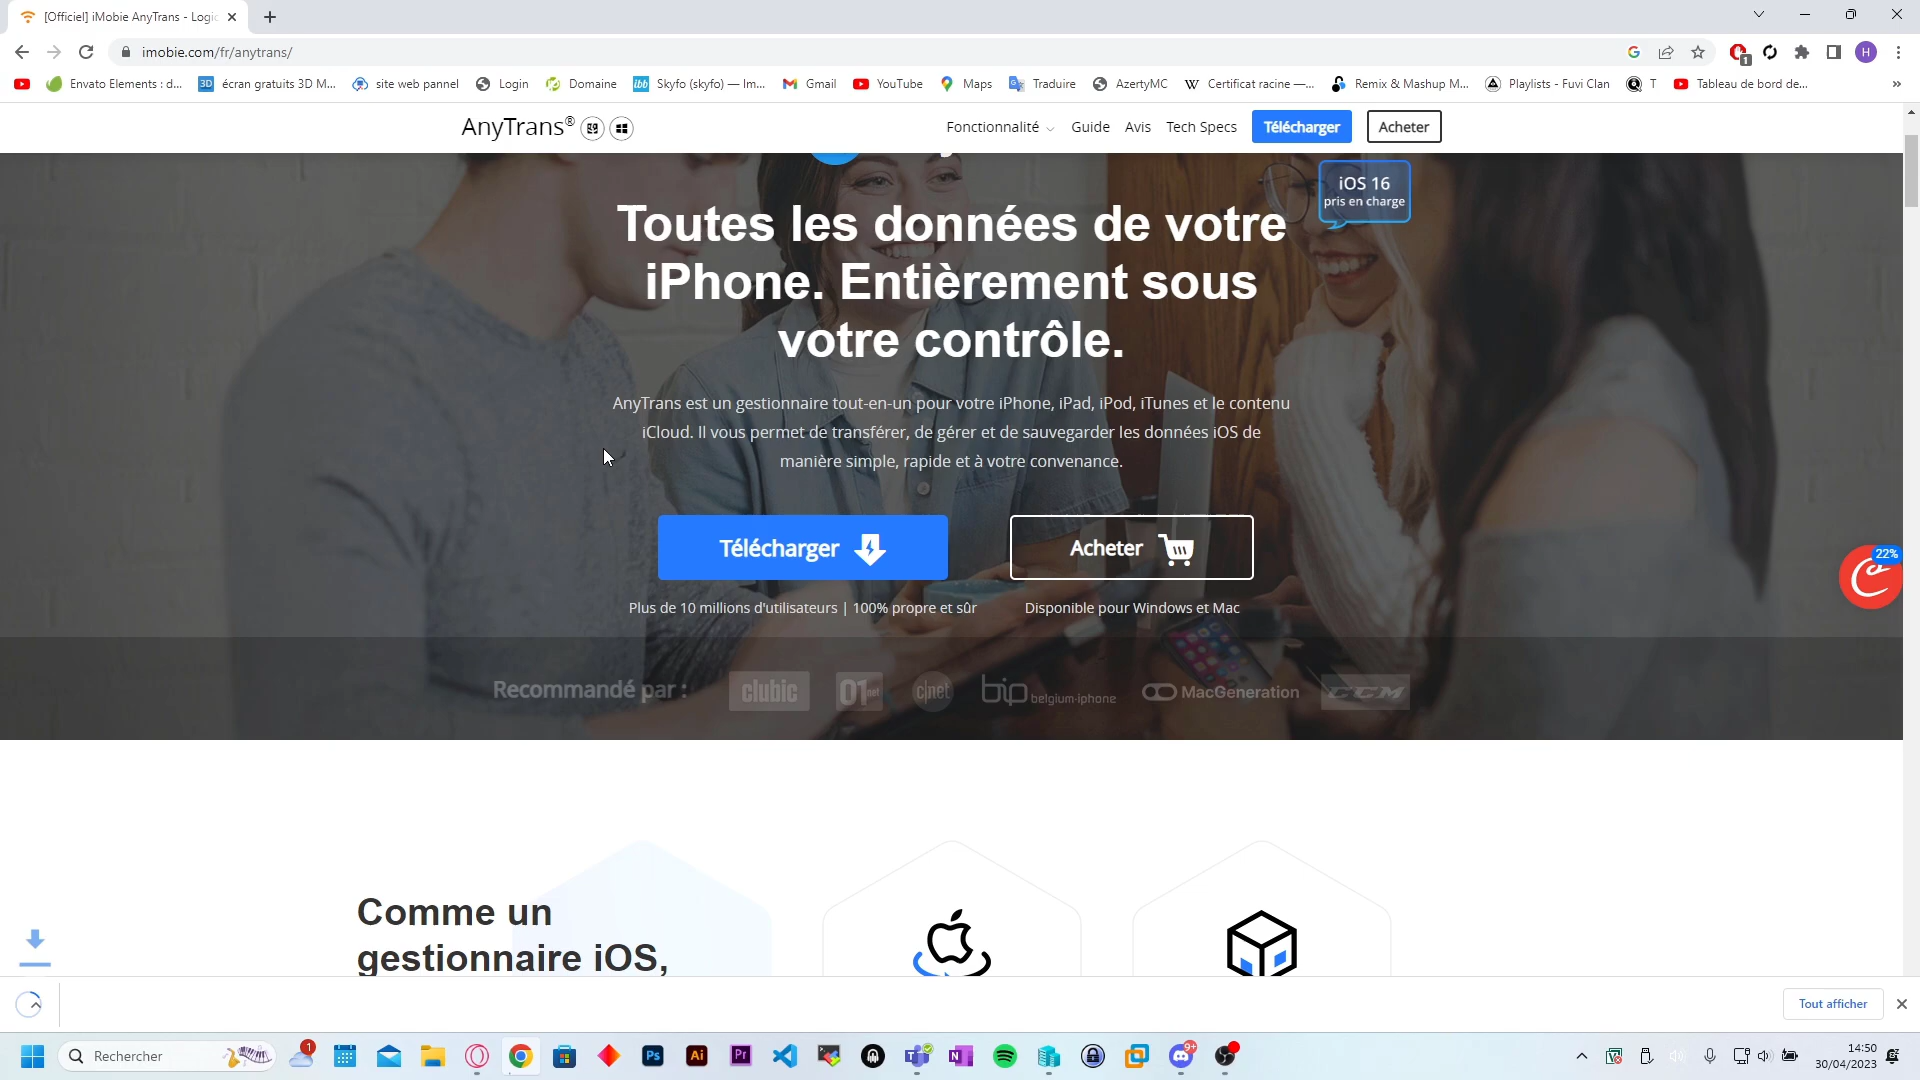 [Officiel] iMobie AnyTrans - Logic
imobie.com/fr/anytrans/
1
H
Envato Elements : d...
écran gratuits 3D M...
site web pannel
Login
Domaine
Skyfo (skyfo) — Im...
Gmail
YouTube
Maps
Traduire
AzertyMC
Certificat racine —...
Remix & Mashup M...
Playlists - Fuvi Clan
T
Tableau de bord de...
»
AnyTrans®
Fonctionnalité
Guide
Avis
Tech Specs
Télécharger
Acheter
iOS 16
pris en charge
Toutes les données de votre
iPhone. Entièrement sous
votre contrôle.
AnyTrans est un gestionnaire tout-en-un pour votre iPhone, iPad, iPod, iTunes et le contenu
iCloud. Il vous permet de transférer, de gérer et de sauvegarder les données iOS de
manière simple, rapide et à votre convenance.
Télécharger
Acheter
22%
Plus de 10 millions d'utilisateurs | 100% propre et sûr
Disponible pour Windows et Mac
Recommandé par :
clubic
01net
c|net
bip belgium-iphone
MacGeneration
CCM
Comme un
gestionnaire iOS,
Tout afficher
Rechercher
1
Ps
Ai
Pr
9+
14:50
30/04/2023